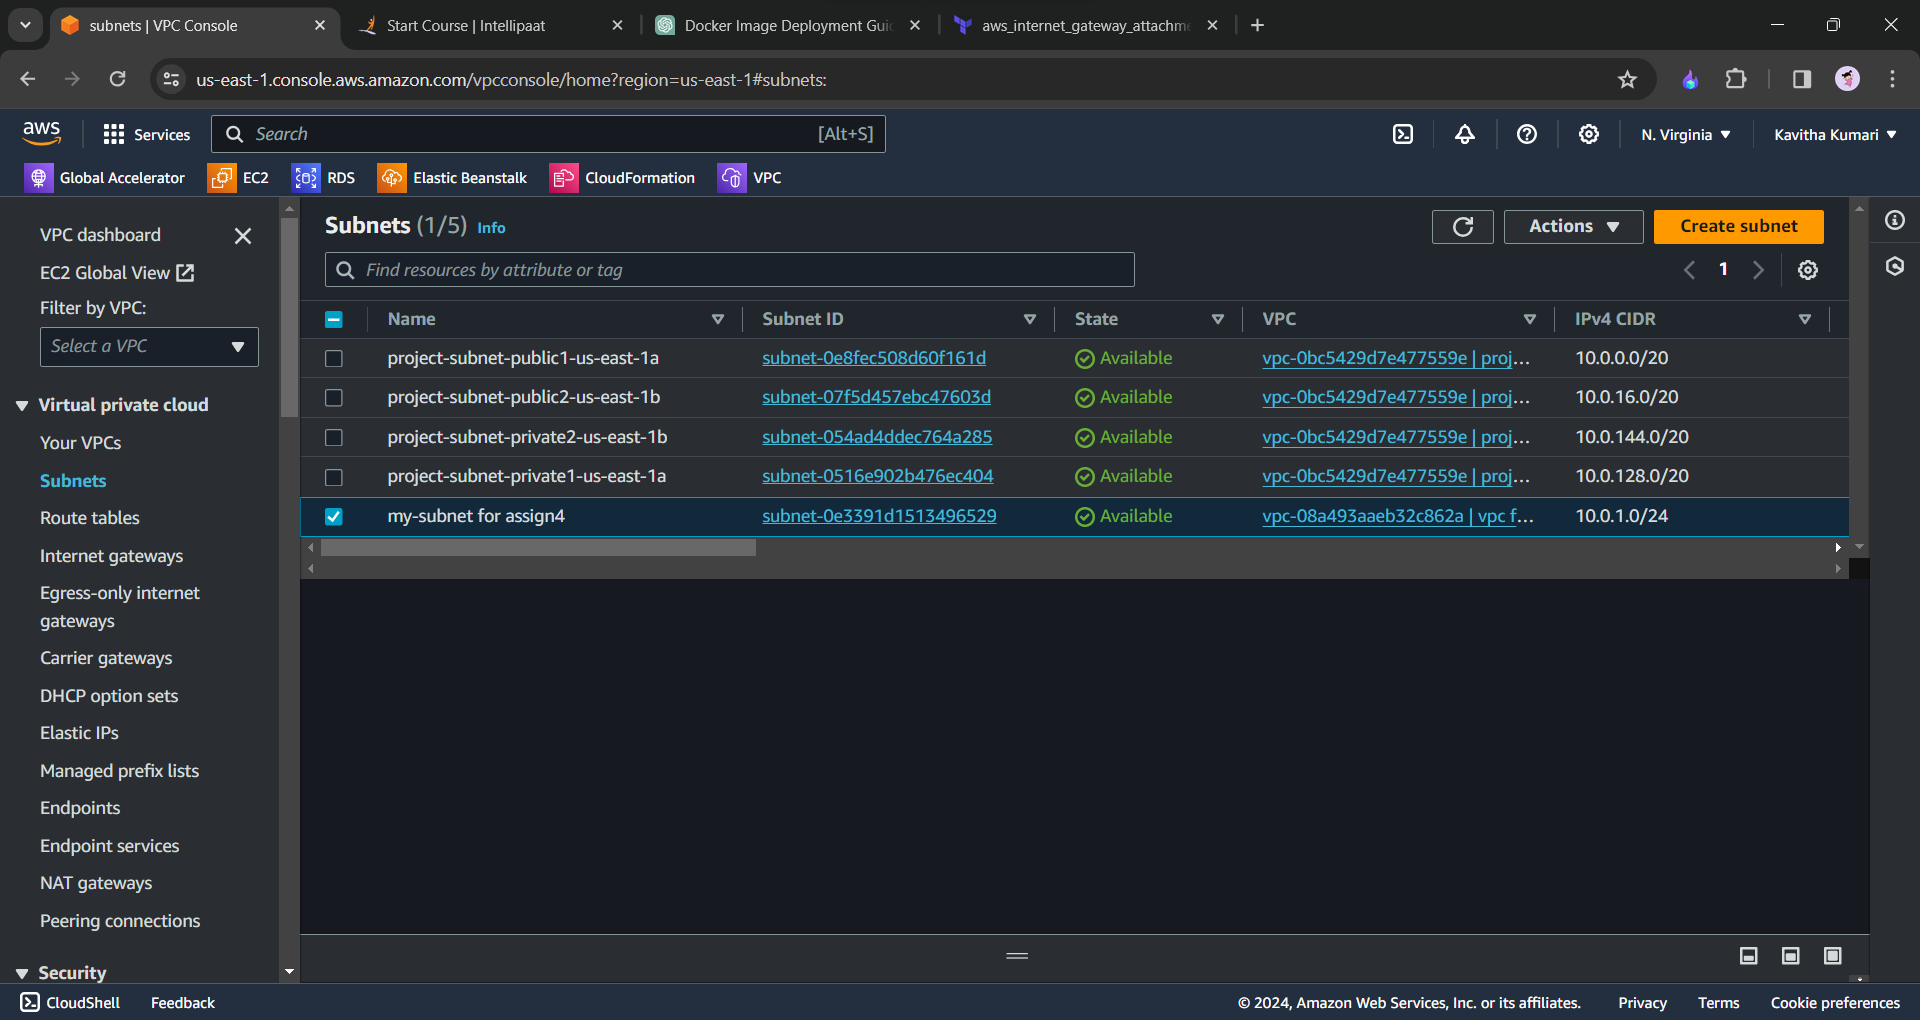 subnets | VPC Console
Start Course | Intellipaat
Docker Image Deployment Gui
aws_internet_gateway_attachme
us-east-1.console.aws.amazon.com/vpcconsole/home?region=us-east-1#subnets:
aws
Services
Search
[Alt+S]
N. Virginia
Kavitha Kumari
Global Accelerator
EC2
RDS
Elastic Beanstalk
CloudFormation
VPC
VPC dashboard
EC2 Global View
Filter by VPC:
Select a VPC
Virtual private cloud
Your VPCs
Subnets
Route tables
Internet gateways
Egress-only internet
gateways
Carrier gateways
DHCP option sets
Elastic IPs
Managed prefix lists
Endpoints
Endpoint services
NAT gateways
Peering connections
Security
Subnets (1/5) Info
Actions
Create subnet
Find resources by attribute or tag
1
Name Subnet ID State VPC IPv4 CIDR
project-subnet-public1-us-east-1a subnet-0e8fec508d60f161d Available vpc-0bc5429d7e477559e | proj... 10.0.0.0/20
project-subnet-public2-us-east-1b subnet-07f5d457ebc47603d Available vpc-0bc5429d7e477559e | proj... 10.0.16.0/20
project-subnet-private2-us-east-1b subnet-054ad4ddec764a285 Available vpc-0bc5429d7e477559e | proj... 10.0.144.0/20
project-subnet-private1-us-east-1a subnet-0516e902b476ec404 Available vpc-0bc5429d7e477559e | proj... 10.0.128.0/20
my-subnet for assign4 subnet-0e3391d1513496529 Available vpc-08a493aaeb32c862a | vpc f... 10.0.1.0/24
CloudShell
Feedback
© 2024, Amazon Web Services, Inc. or its affiliates.
Privacy
Terms
Cookie preferences